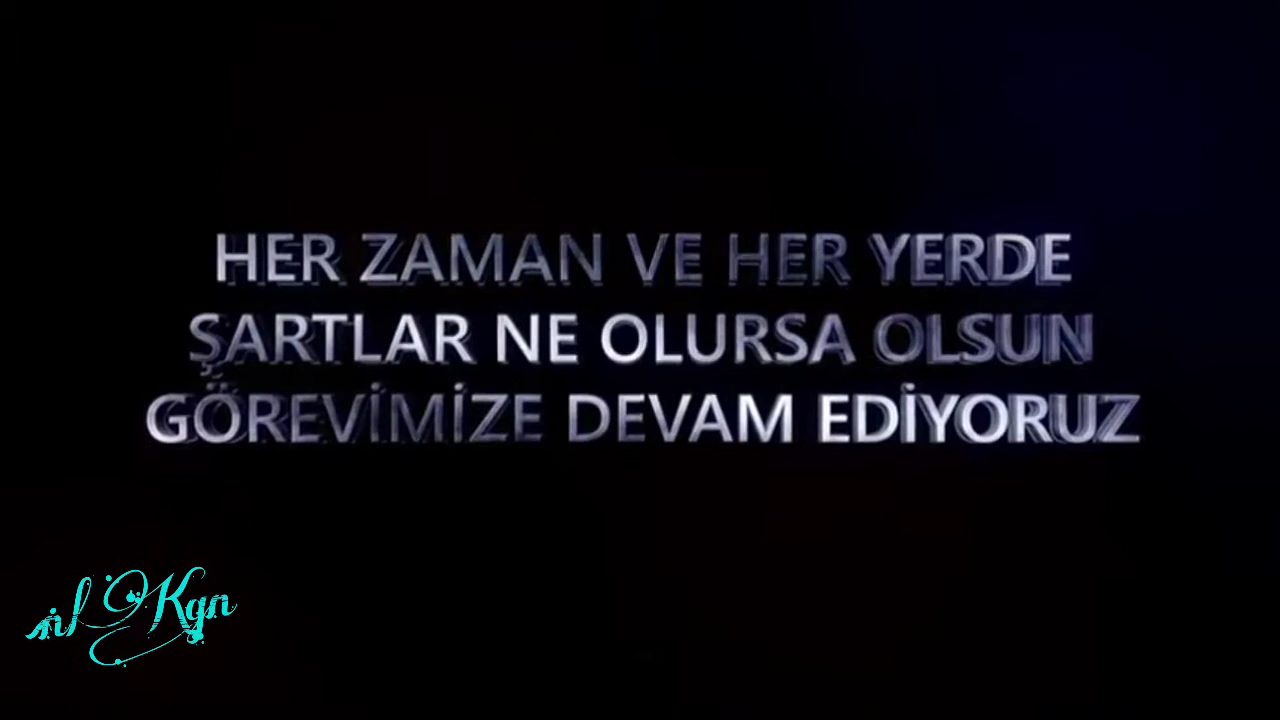 HER ZAMAN VE HER YERDE
ŞARTLAR NE OLURSA OLSUN
GÖREVİMİZE DEVAM EDİYORUZ